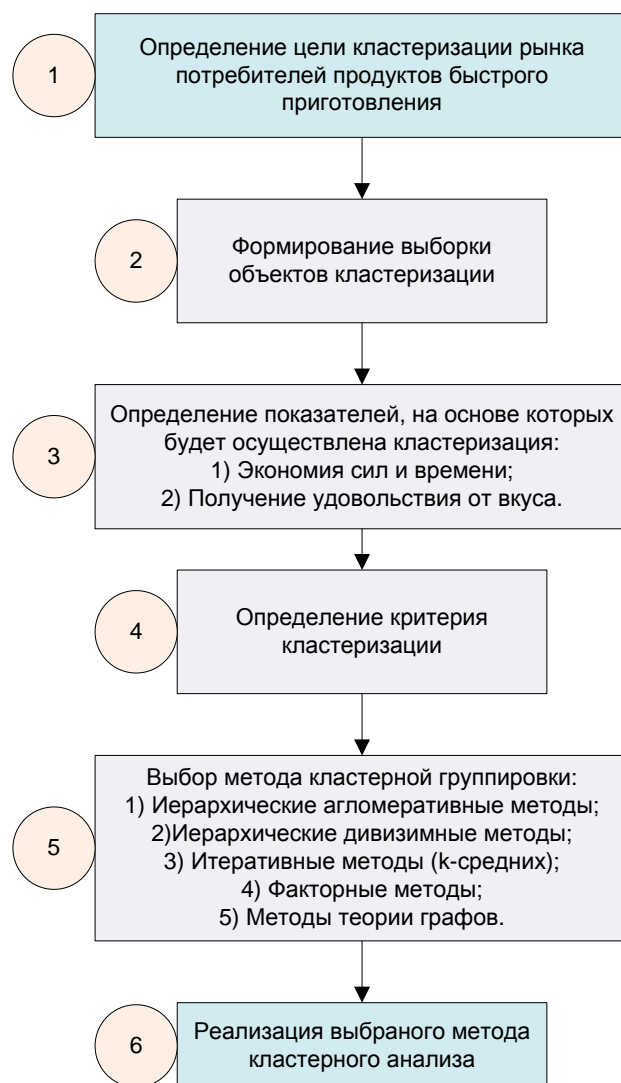 1
Определение цели кластеризации рынка
потребителей продуктов быстрого
приготовления
2
Формирование выборки
объектов кластеризации
3
Определение показателей, на основе которых
будет осуществлена кластеризация:
1) Экономия сил и времени;
2) Получение удовольствия от вкуса.
4
Определение критерия
кластеризации
5
Выбор метода кластерной группировки:
1) Иерархические агломеративные методы;
2)Иерархические дивизимные методы;
3) Итеративные методы (k-средних);
4) Факторные методы;
5) Методы теории графов.
6
Реализация выбраного метода
кластерного анализа